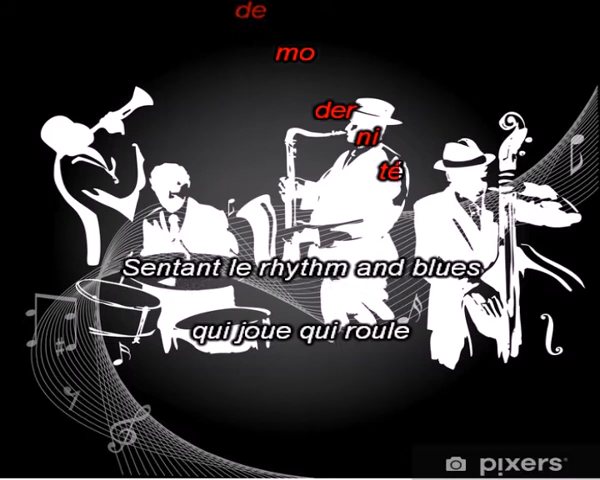 de
mo
der
ni
té
Sentant le rhythm and blues
qui joue qui roule
pixers